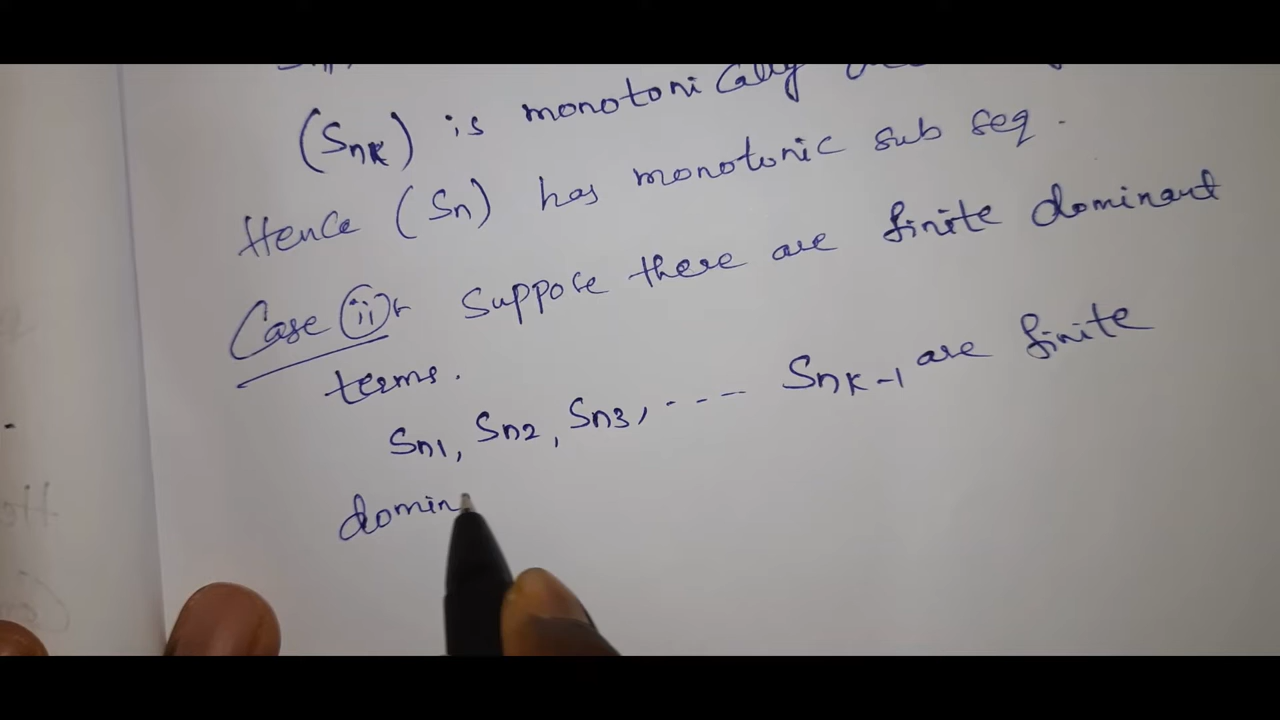 (Snk) is monotonically
Hence (Sn) has monotonic sub seq.
Case (ii)- Suppose there are finite dominant
terms.
Sn1, Sn2, Sn3, ---- Snk-1 are finite
domin